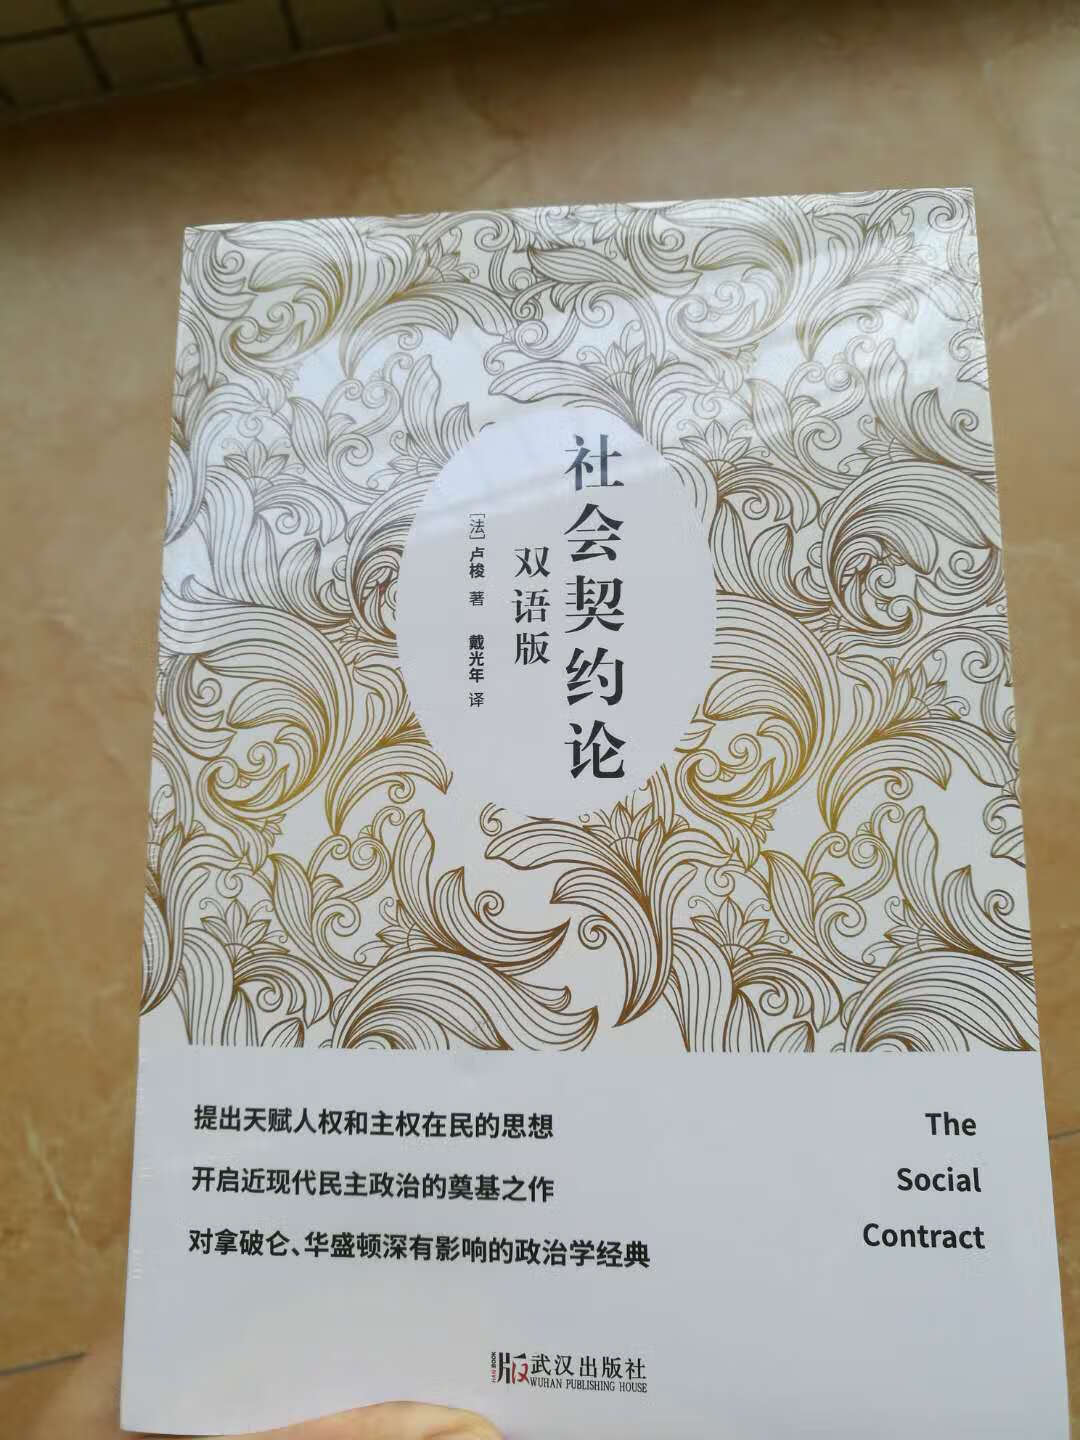 社会契约论
双语版
[法]卢梭 著 戴光年 译
提出天赋人权和主权在民的思想
开启近现代民主政治的奠基之作
对拿破仑、华盛顿深有影响的政治学经典
The
Social
Contract
版 武汉出版社
WUHAN PUBLISHING HOUSE